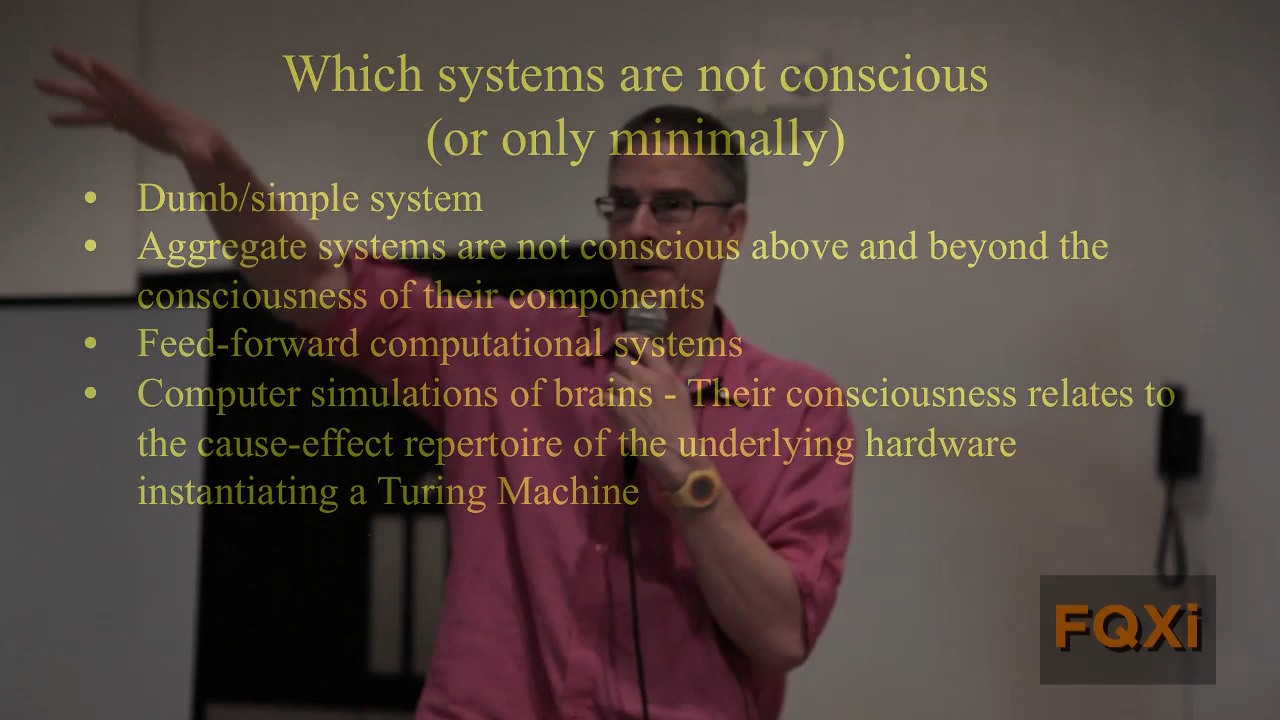 Which systems are not conscious
(or only minimally)
• Dumb/simple system
• Aggregate systems are not conscious above and beyond the
consciousness of their components
• Feed-forward computational systems
• Computer simulations of brains - Their consciousness relates to
the cause-effect repertoire of the underlying hardware
instantiating a Turing Machine
FQXi